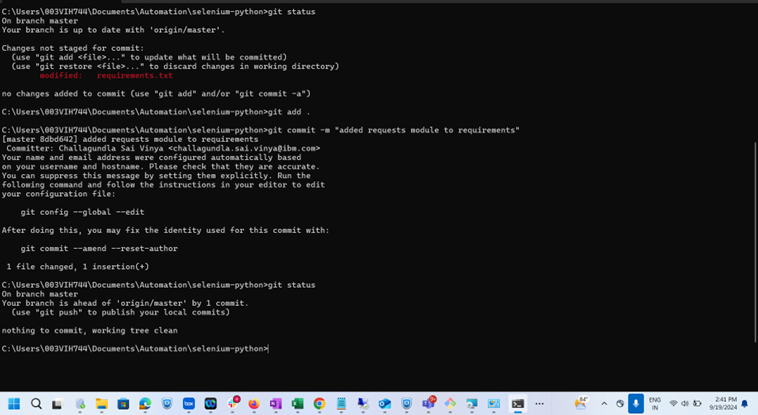 C:\Users\003VIH744\Documents\Automation\selenium-python>git status
On branch master
Your branch is up to date with 'origin/master'.
Changes not staged for commit:
(use "git add <file>..." to update what will be committed)
(use "git restore <file>..." to discard changes in working directory)
modified: requirements.txt
no changes added to commit (use "git add" and/or "git commit -a")
C:\Users\003VIH744\Documents\Automation\selenium-python>git add .
C:\Users\003VIH744\Documents\Automation\selenium-python>git commit -m "added requests module to requirements"
[master 8dbd642] added requests module to requirements
Committer: Challagundla Sai Vinya <challagundla.sai.vinya@ibm.com>
Your name and email address were configured automatically based
on your username and hostname. Please check that they are accurate.
You can suppress this message by setting them explicitly. Run the
following command and follow the instructions in your editor to edit
your configuration file:
git config --global --edit
After doing this, you may fix the identity used for this commit with:
git commit --amend --reset-author
1 file changed, 1 insertion(+)
C:\Users\003VIH744\Documents\Automation\selenium-python>git status
On branch master
Your branch is ahead of 'origin/master' by 1 commit.
(use "git push" to publish your local commits)
nothing to commit, working tree clean
C:\Users\003VIH744\Documents\Automation\selenium-python>
84°
ENG
IN
2:41 PM
9/19/2024